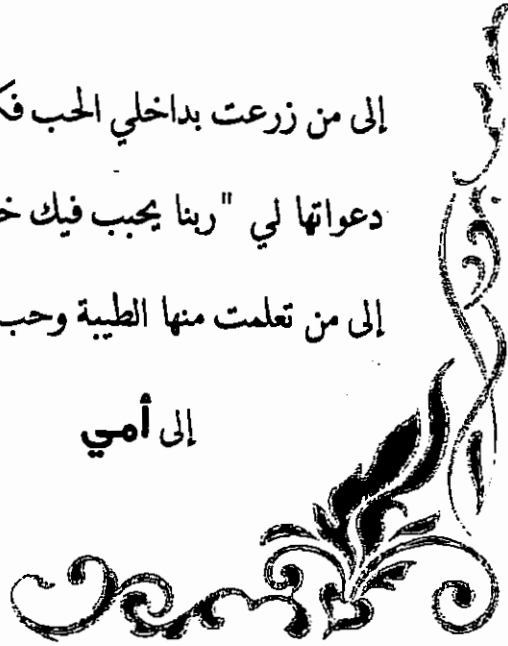 إلى من زرعت بداخلي الحب
دعواتها لي "ربنا يحبب فيك
إلى من تعلمت منها الطيبة وحب
إلى أمي